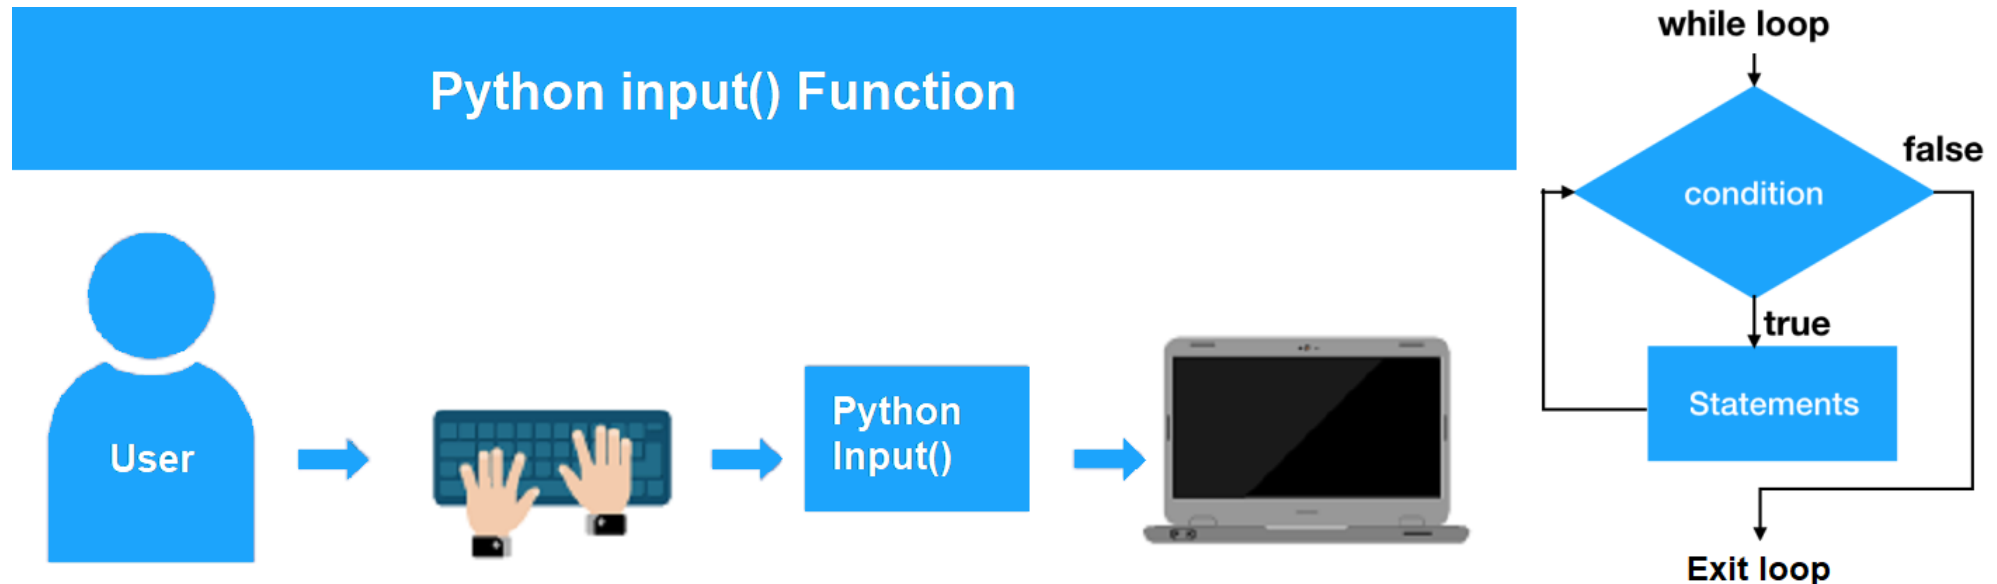 Python input() Function
User
Python
Input()
while loop
condition
false
true
Statements
Exit loop